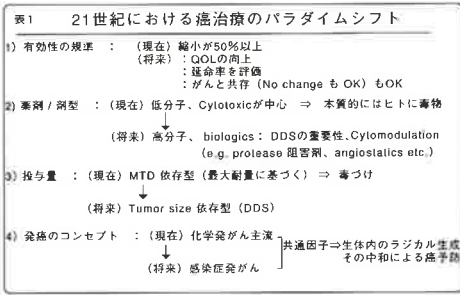 表1 21世紀における癌治療のパラダイムシフト
1) 有効性の規準 : (現在) 縮小が50%以上
(将来) : QOLの向上
: 延命率を評価
: がんと共存 (No change も OK) もOK
2) 薬剤 / 剤型 : (現在) 低分子、Cytotoxicが中心 ⇒ 本質的にはヒトに毒物
(将来) 高分子、biologics : DDSの重要性、Cytomodulation
(e.g. protease 阻害剤、angiostatics etc.)
3) 投与量 : (現在) MTD 依存型 (最大耐量に基づく) ⇒ 毒づけ
(将来) Tumor size 依存型 (DDS)
4) 発癌のコンセプト : (現在) 化学発がん主流
共通因子⇒生体内のラジカル生成
その中和による癌予防
(将来) 感染症発がん